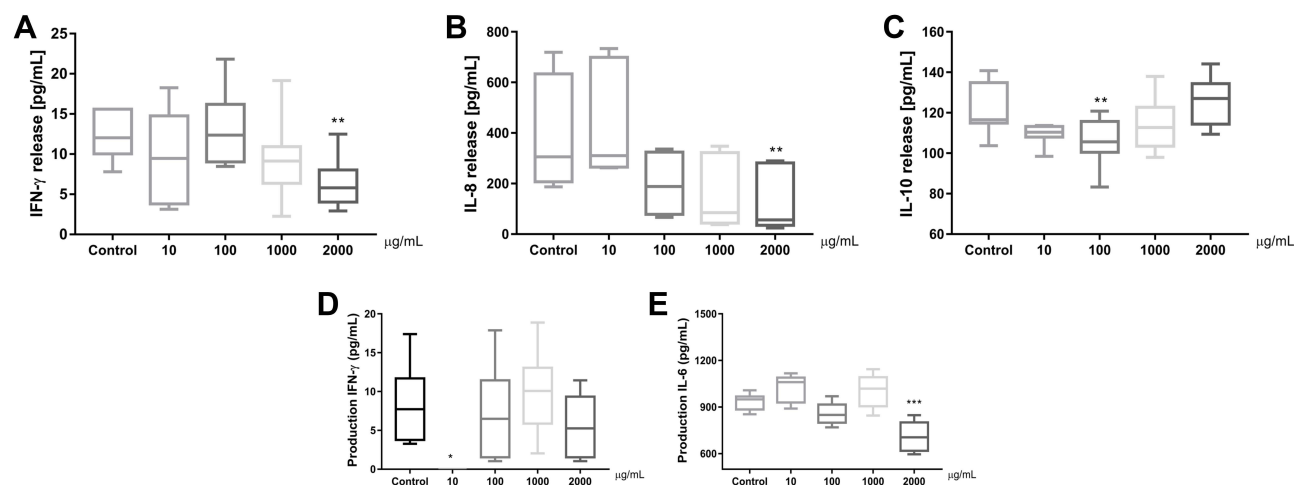 A
IFN-γ release [pg/mL]
25
20
15
10
5
0
**
Control 10 100 1000 2000 μg/mL
B
IL-8 release [pg/mL]
800
600
400
200
0
**
Control 10 100 1000 2000 μg/mL
C
IL-10 release [pg/mL]
160
140
120
100
80
60
**
Control 10 100 1000 2000 μg/mL
D
Production IFN-γ (pg/mL)
20
15
10
5
0
*
Control 10 100 1000 2000 μg/mL
E
Production IL-6 (pg/mL)
1500
1200
900
600
***
Control 10 100 1000 2000 μg/mL